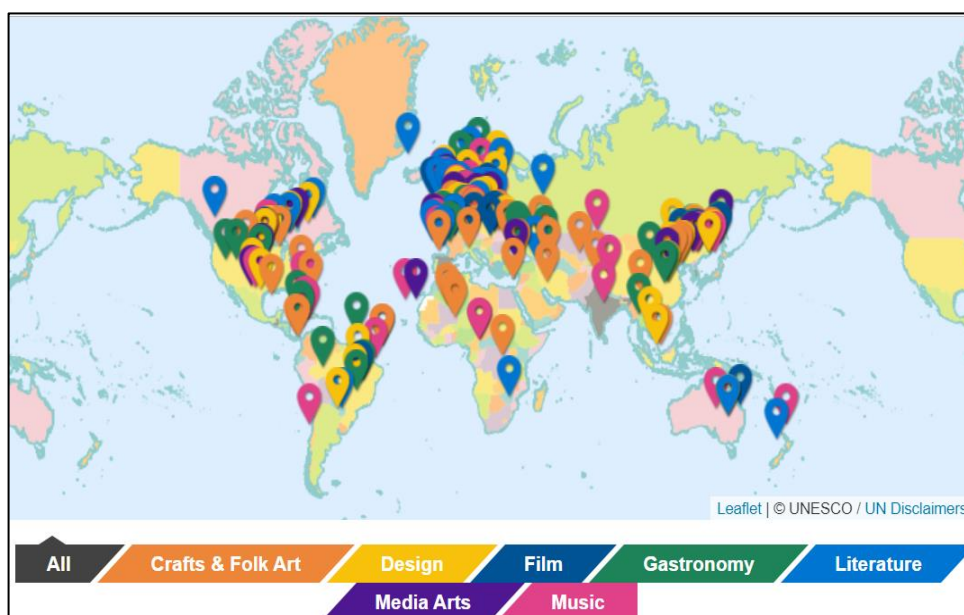 Leaflet | © UNESCO / UN Disclaimers
All
Crafts & Folk Art
Design
Film
Gastronomy
Literature
Media Arts
Music